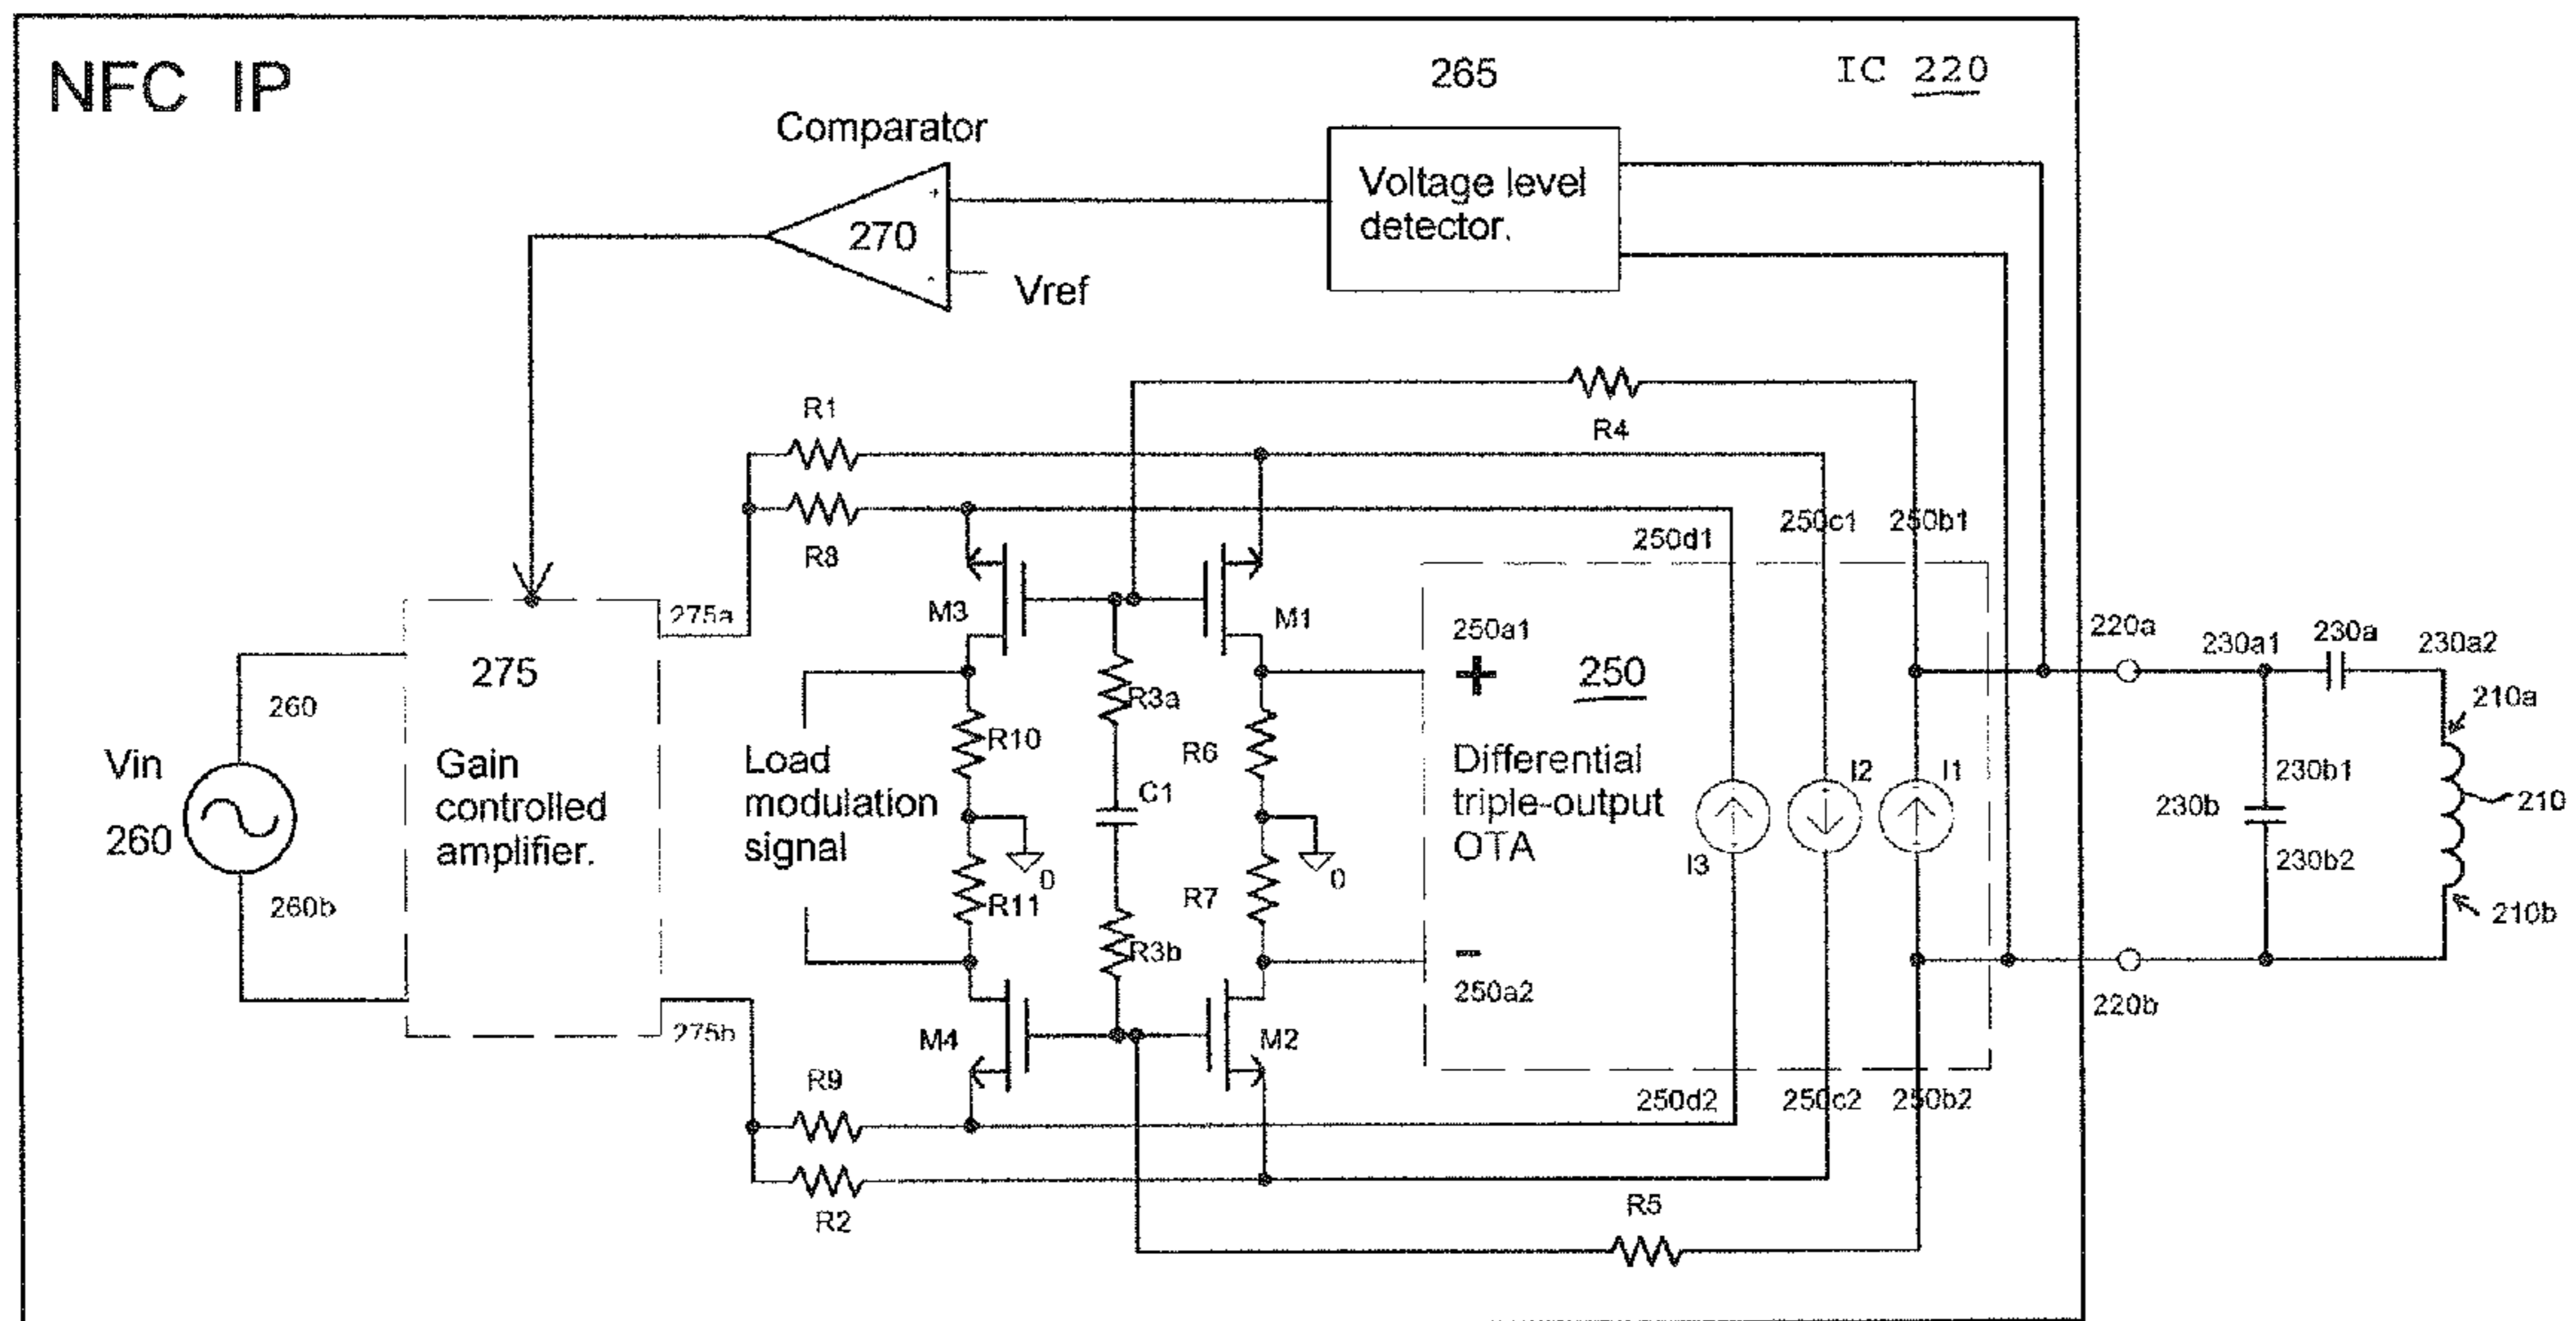 NFC IP
265
IC 220
Comparator
+
270
-
Vref
Voltage level
detector.
R1
R8
R4
250d1
250c1
250b1
275a
M3
M1
250a1
+
250
220a
230a1
230a
230a2
210a
275
260
Vin
260
260b
Gain
controlled
amplifier.
Load
modulation
signal
R10
R3a
R6
C1
0
0
R11
R3b
R7
Differential
triple-output
OTA
I3
I2
I1
230b
230b1
230b2
210
210b
-
250a2
275b
M4
M2
220b
R9
R2
250d2
250c2
250b2
R5